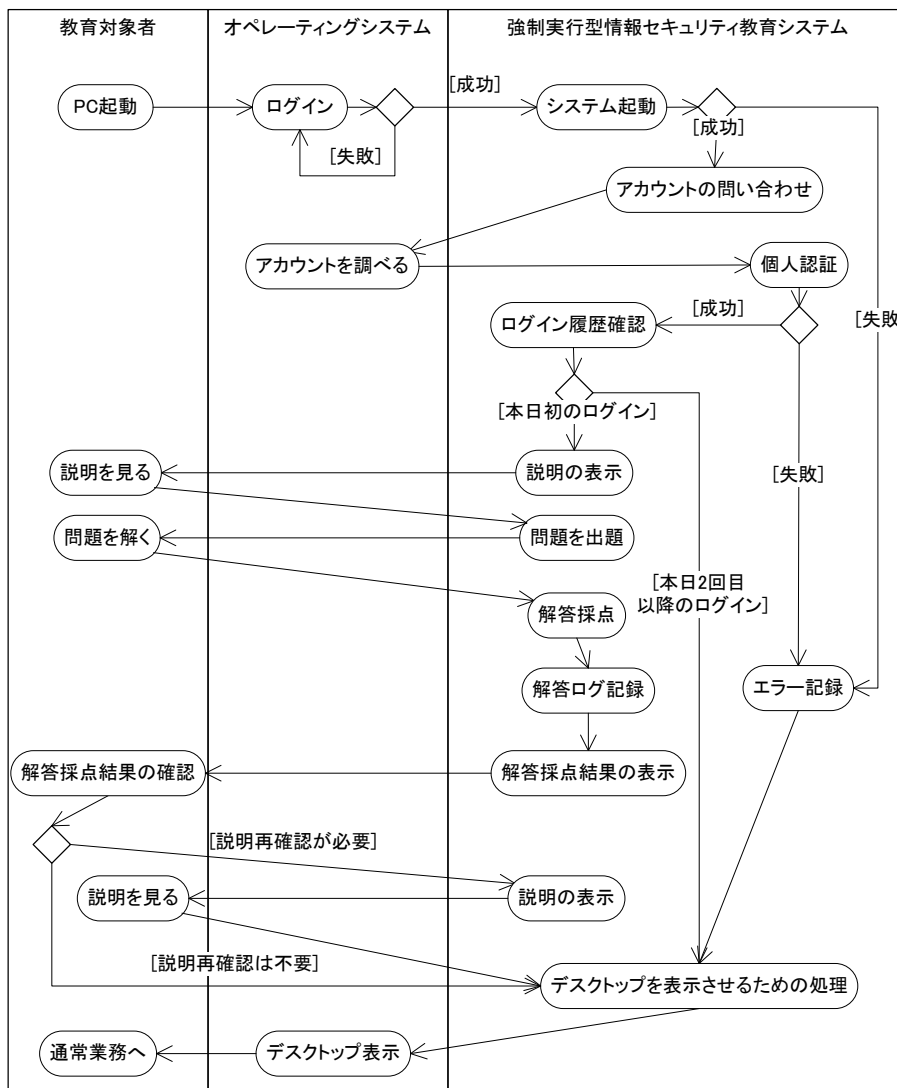 教育対象者
オペレーティングシステム
強制実行型情報セキュリティ教育システム
PC起動
ログイン
[成功]
システム起動
[失敗]
[成功]
アカウントの問い合わせ
アカウントを調べる
個人認証
ログイン履歴確認
[成功]
[失敗]
[本日初のログイン]
説明を見る
説明の表示
[失敗]
問題を解く
問題を出題
[本日2回目
以降のログイン]
解答採点
解答ログ記録
エラー記録
解答採点結果の確認
解答採点結果の表示
[説明再確認が必要]
説明を見る
説明の表示
[説明再確認は不要]
デスクトップを表示させるための処理
通常業務へ
デスクトップ表示